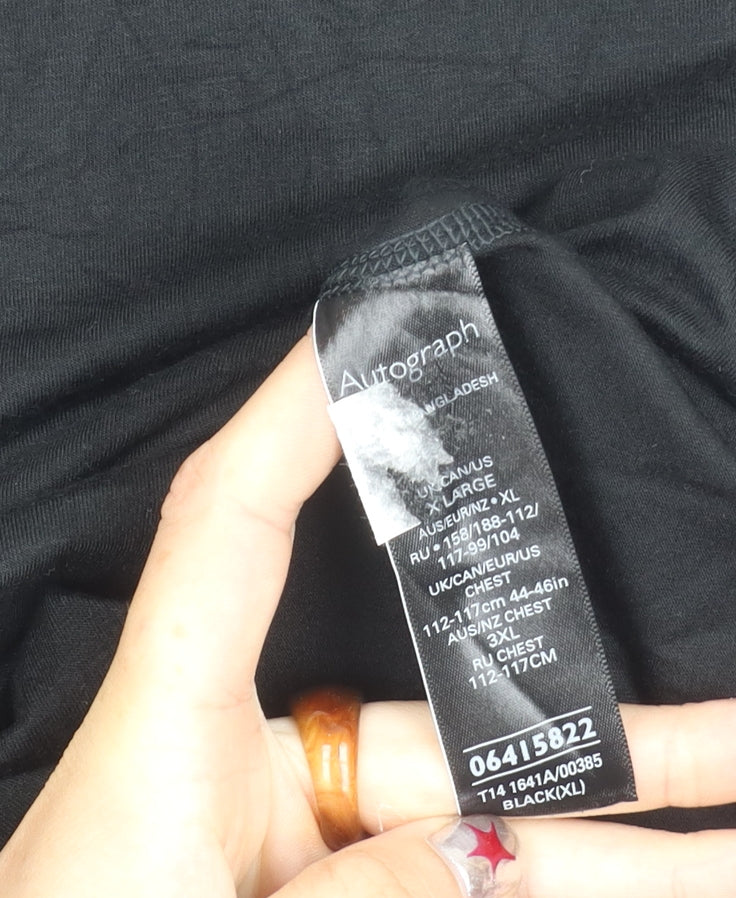 Autograph
NGLADESH
UK/CAN/US
X LARGE
AUS/EUR/NZ • XL
RU • 158/188-112/
117-99/104
UK/CAN/EUR/US
CHEST
112-117cm 44-46in
AUS/NZ CHEST
3XL
RU CHEST
112-117CM
06415822
T14 1641A/00385
BLACK(XL)